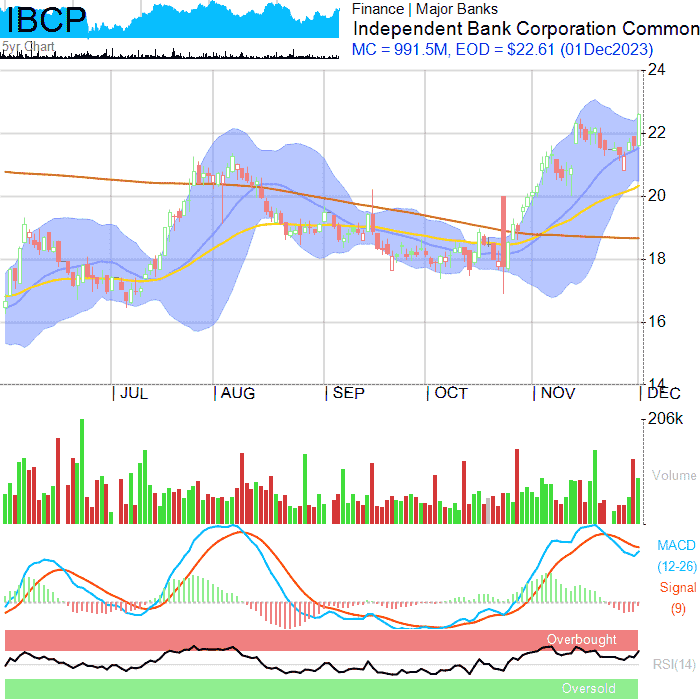 IBCP
Finance | Major Banks
Independent Bank Corporation Common
5yr Chart
MC = 991.5M, EOD = $22.61 (01Dec2023)
24
22
20
18
16
14
JUL AUG SEP OCT NOV DEC
206k
Volume
MACD
(12-26)
Signal
(9)
Overbought
RSI(14)
Oversold